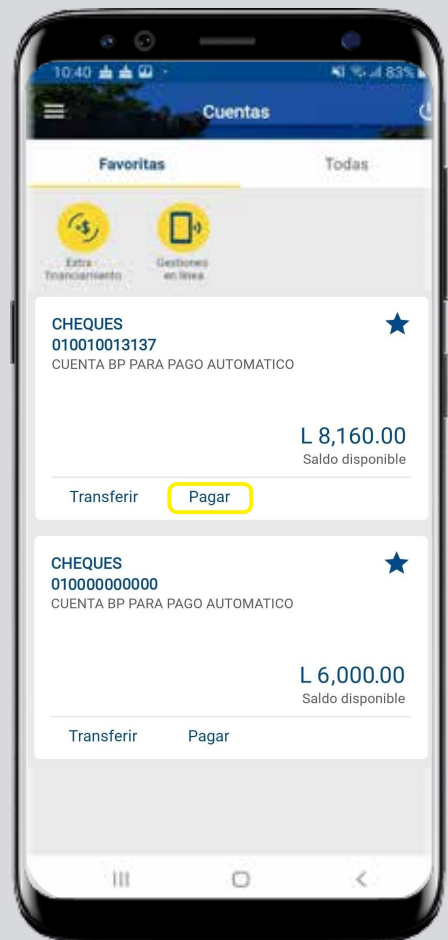 10:40
83%
Cuentas
Favoritas
Todas
Extra
financiamiento
Gestiones
en línea
CHEQUES
010010013137
CUENTA BP PARA PAGO AUTOMATICO
L 8,160.00
Saldo disponible
Transferir
Pagar
CHEQUES
010000000000
CUENTA BP PARA PAGO AUTOMATICO
L 6,000.00
Saldo disponible
Transferir
Pagar